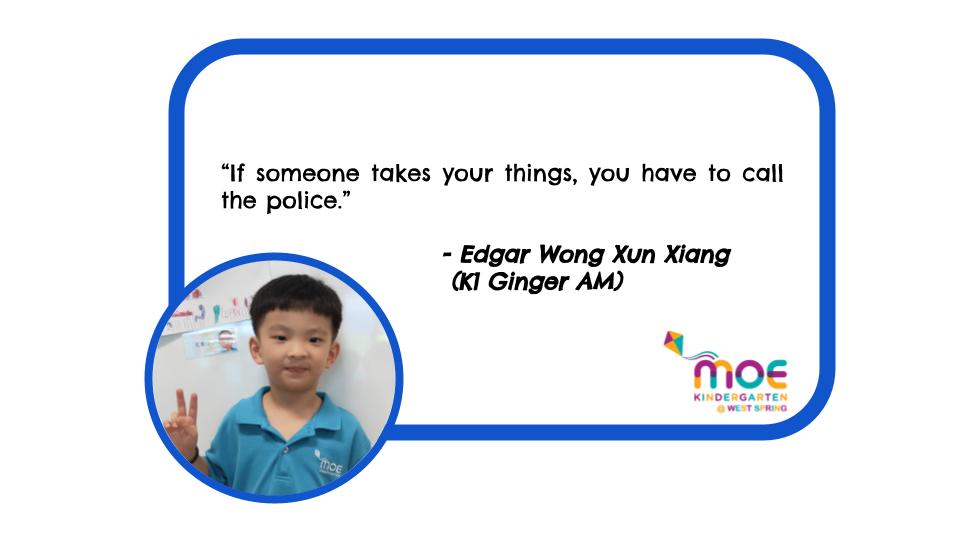 “If someone takes your things, you have to call
the police.”
- Edgar Wong Xun Xiang
(K1 Ginger AM)
moe
KINDERGARTEN
@ WEST SPRING
moe